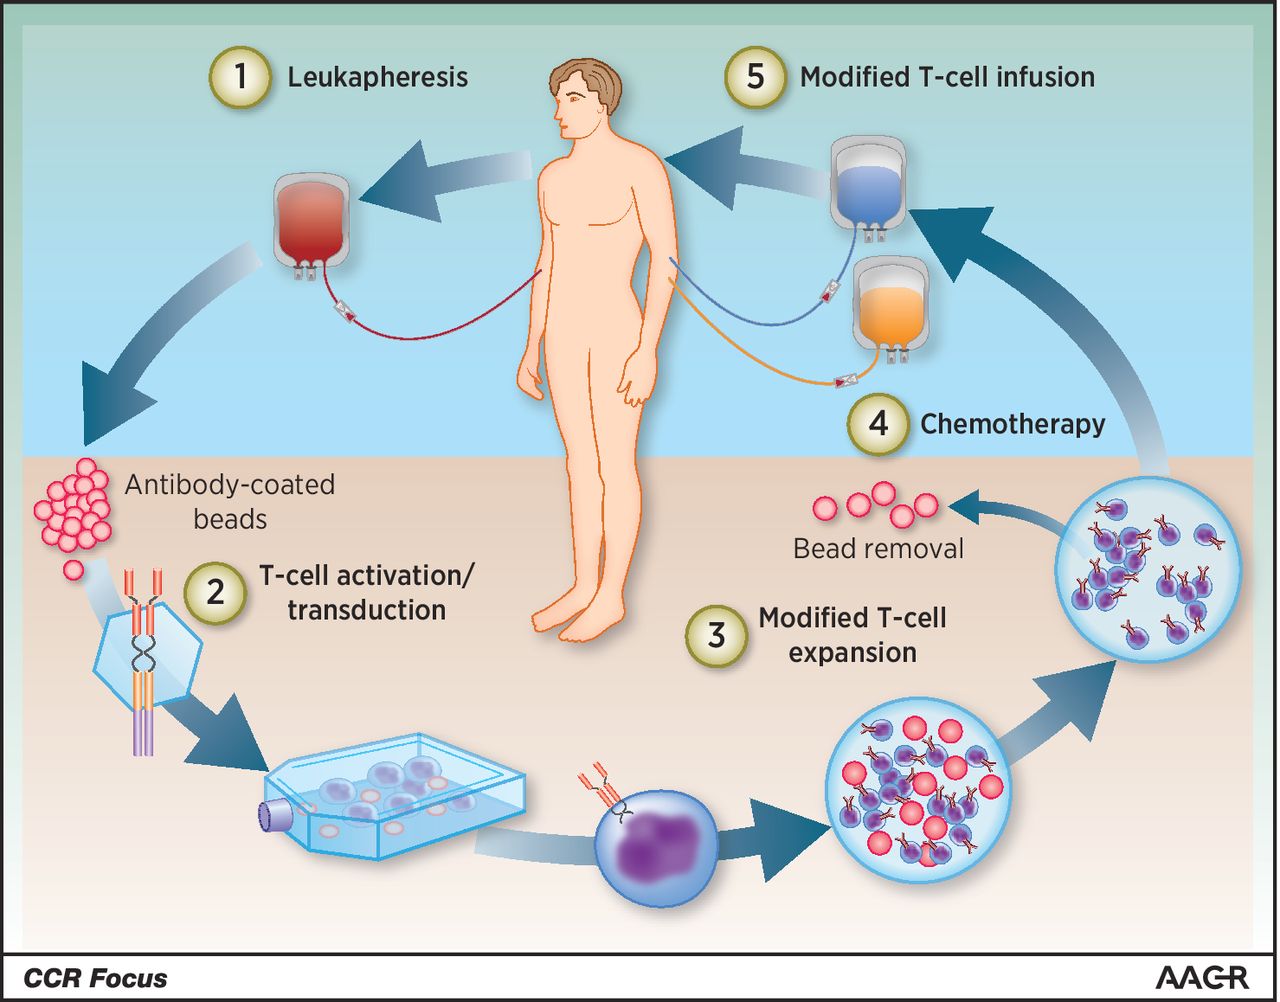 1 Leukapheresis
5 Modified T-cell infusion
4 Chemotherapy
Antibody-coated
beads
Bead removal
2 T-cell activation/
transduction
3 Modified T-cell
expansion
CCR Focus
AACR